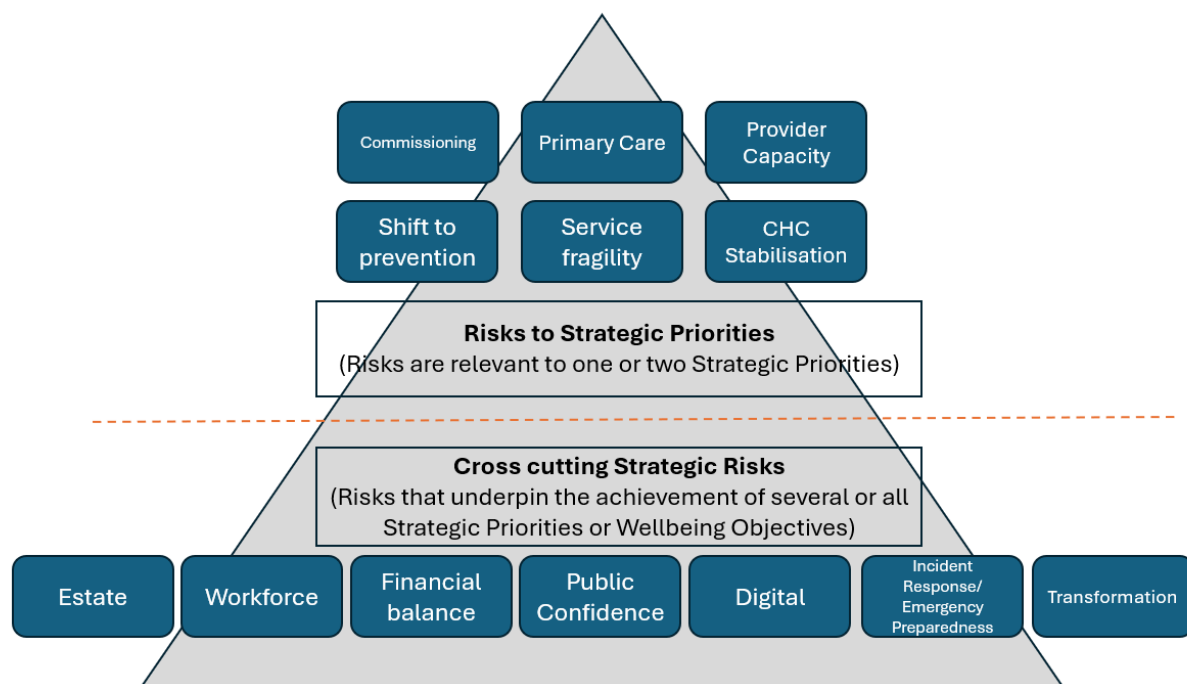 Commissioning
Primary Care
Provider
Capacity
Shift to
prevention
Service
fragility
CHC
Stabilisation
Risks to Strategic Priorities
(Risks are relevant to one or two Strategic Priorities)
Cross cutting Strategic Risks
(Risks that underpin the achievement of several or all
Strategic Priorities or Wellbeing Objectives)
Estate
Workforce
Financial
balance
Public
Confidence
Digital
Incident
Response/
Emergency
Preparedness
Transformation